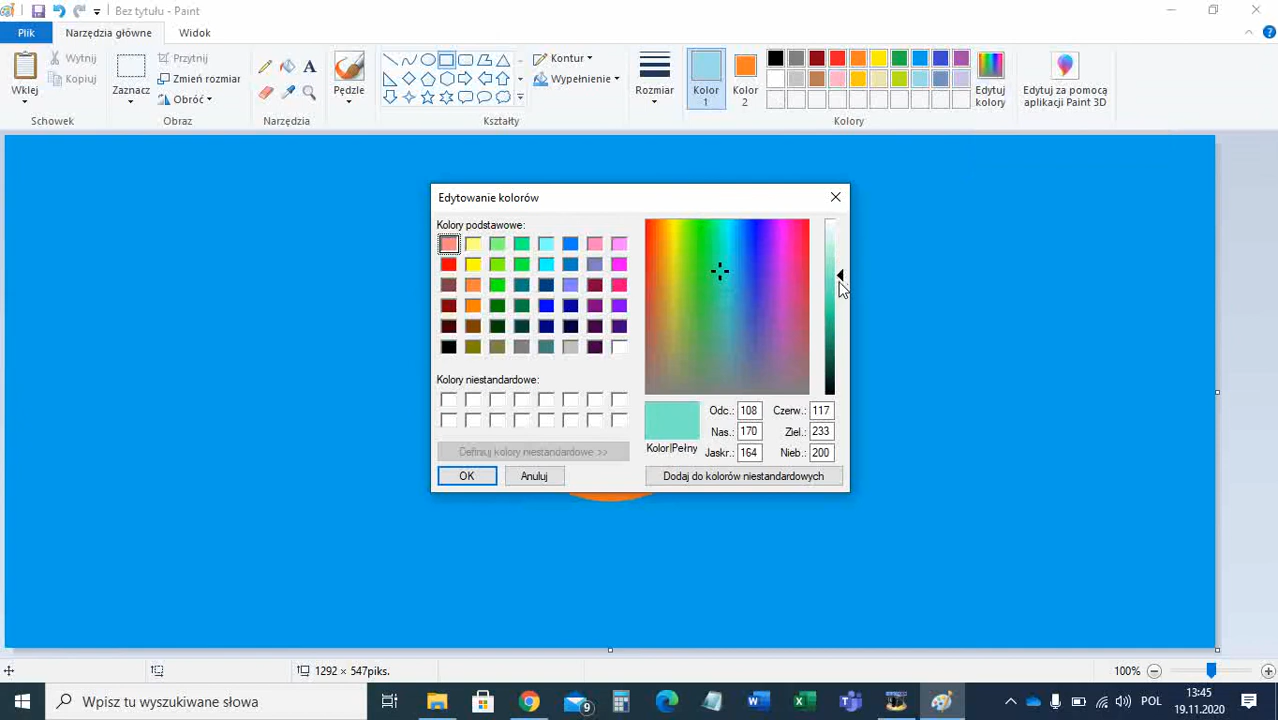 Bez tytułu - Paint
Plik
Narzędzia główne
Widok
Wklej
Wytnij
Kopiuj
Schowek
Zaznacz
Przytnij
Zmień rozmiar
Obróć
Obraz
A
Narzędzia
Pędzle
Kontur
Wypełnienie
Kształty
Rozmiar
Kolor
1
Kolor
2
Edytuj
kolory
Kolory
Edytuj za pomocą
aplikacji Paint 3D
Edytowanie kolorów
Kolory podstawowe:
Kolory niestandardowe:
Definiuj kolory niestandardowe >>
OK
Anuluj
Kolor|Pełny
Odc.: 108 Czerw.: 117
Nas.: 170 Ziel.: 233
Jaskr.: 164 Nieb.: 200
Dodaj do kolorów niestandardowych
1292 × 547piks.
100%
Wpisz tu wyszukiwane słowa
9
POL
13:45
19.11.2020